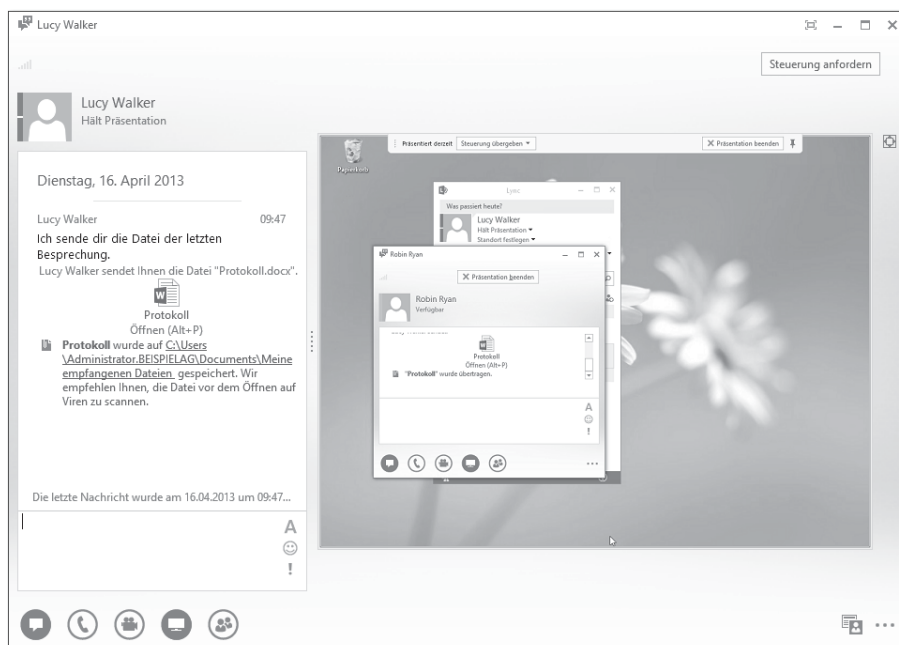 Lucy Walker
Steuerung anfordern
Lucy Walker
Hält Präsentation
Dienstag, 16. April 2013
Lucy Walker 09:47
Ich sende dir die Datei der letzten
Besprechung.
Lucy Walker sendet Ihnen die Datei "Protokoll.docx".
Protokoll
Öffnen (Alt+P)
Protokoll wurde auf C:\Users
\Administrator.BEISPIELAG\Documents\Meine
empfangenen Dateien gespeichert. Wir
empfehlen Ihnen, die Datei vor dem Öffnen auf
Viren zu scannen.
Die letzte Nachricht wurde am 16.04.2013 um 09:47...
A
!
Papierkorb
Präsentiert derzeit Steuerung übergeben Präsentation beenden
Lync
Was passiert heute?
Lucy Walker
Hält Präsentation
Standort festlegen
Robin Ryan
Präsentation beenden
Robin Ryan
Verfügbar
Protokoll
Öffnen (Alt+P)
"Protokoll" wurde übertragen.
A
!